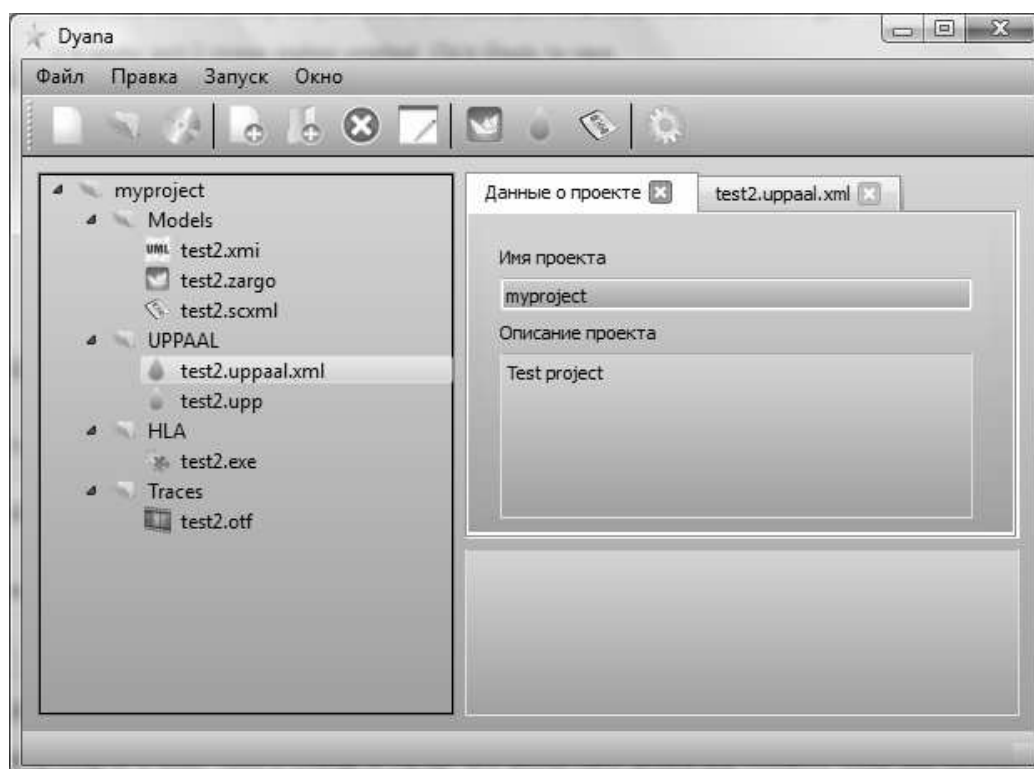 Dyana
Файл Правка Запуск Окно
myproject
Models
UML test2.xmi
test2.zargo
test2.scxml
UPPAAL
test2.uppaal.xml
test2.upp
HLA
test2.exe
Traces
test2.otf
Данные о проекте
test2.uppaal.xml
Имя проекта
myproject
Описание проекта
Test project